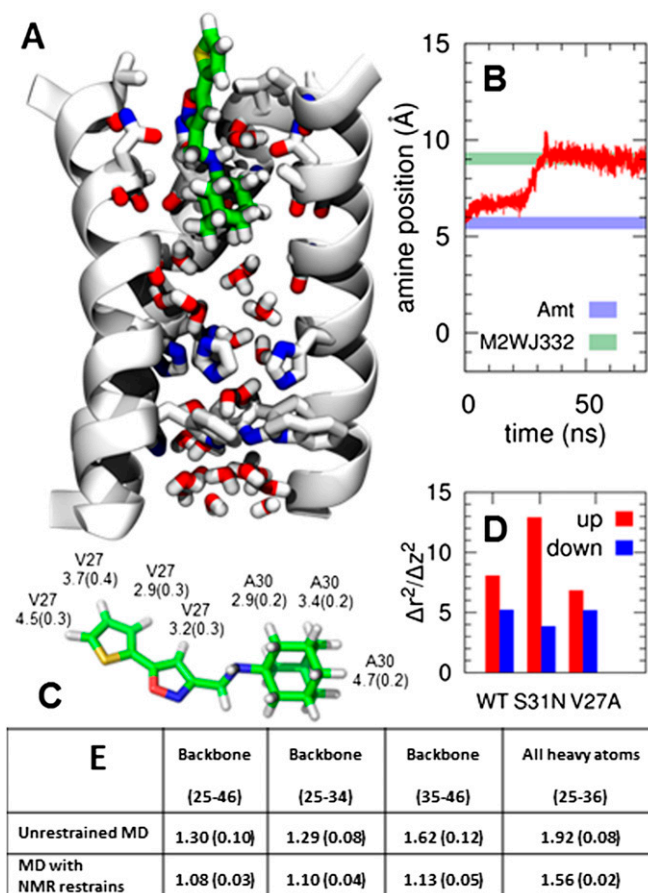 A
B
15
10
5
0
amine position (Å)
Amt
M2WJ332
0
50
time (ns)
C
V27
4.5(0.3)
V27
3.7(0.4)
V27
2.9(0.3)
V27
3.2(0.3)
A30
2.9(0.2)
A30
3.4(0.2)
A30
4.7(0.2)
D
15
10
5
0
Δr²/Δz²
up
down
WT S31N V27A
E
Backbone
(25-46)
Backbone
(25-34)
Backbone
(35-46)
All heavy atoms
(25-36)
Unrestrained MD
1.30 (0.10)
1.29 (0.08)
1.62 (0.12)
1.92 (0.08)
MD with
NMR restrains
1.08 (0.03)
1.10 (0.04)
1.13 (0.05)
1.56 (0.02)